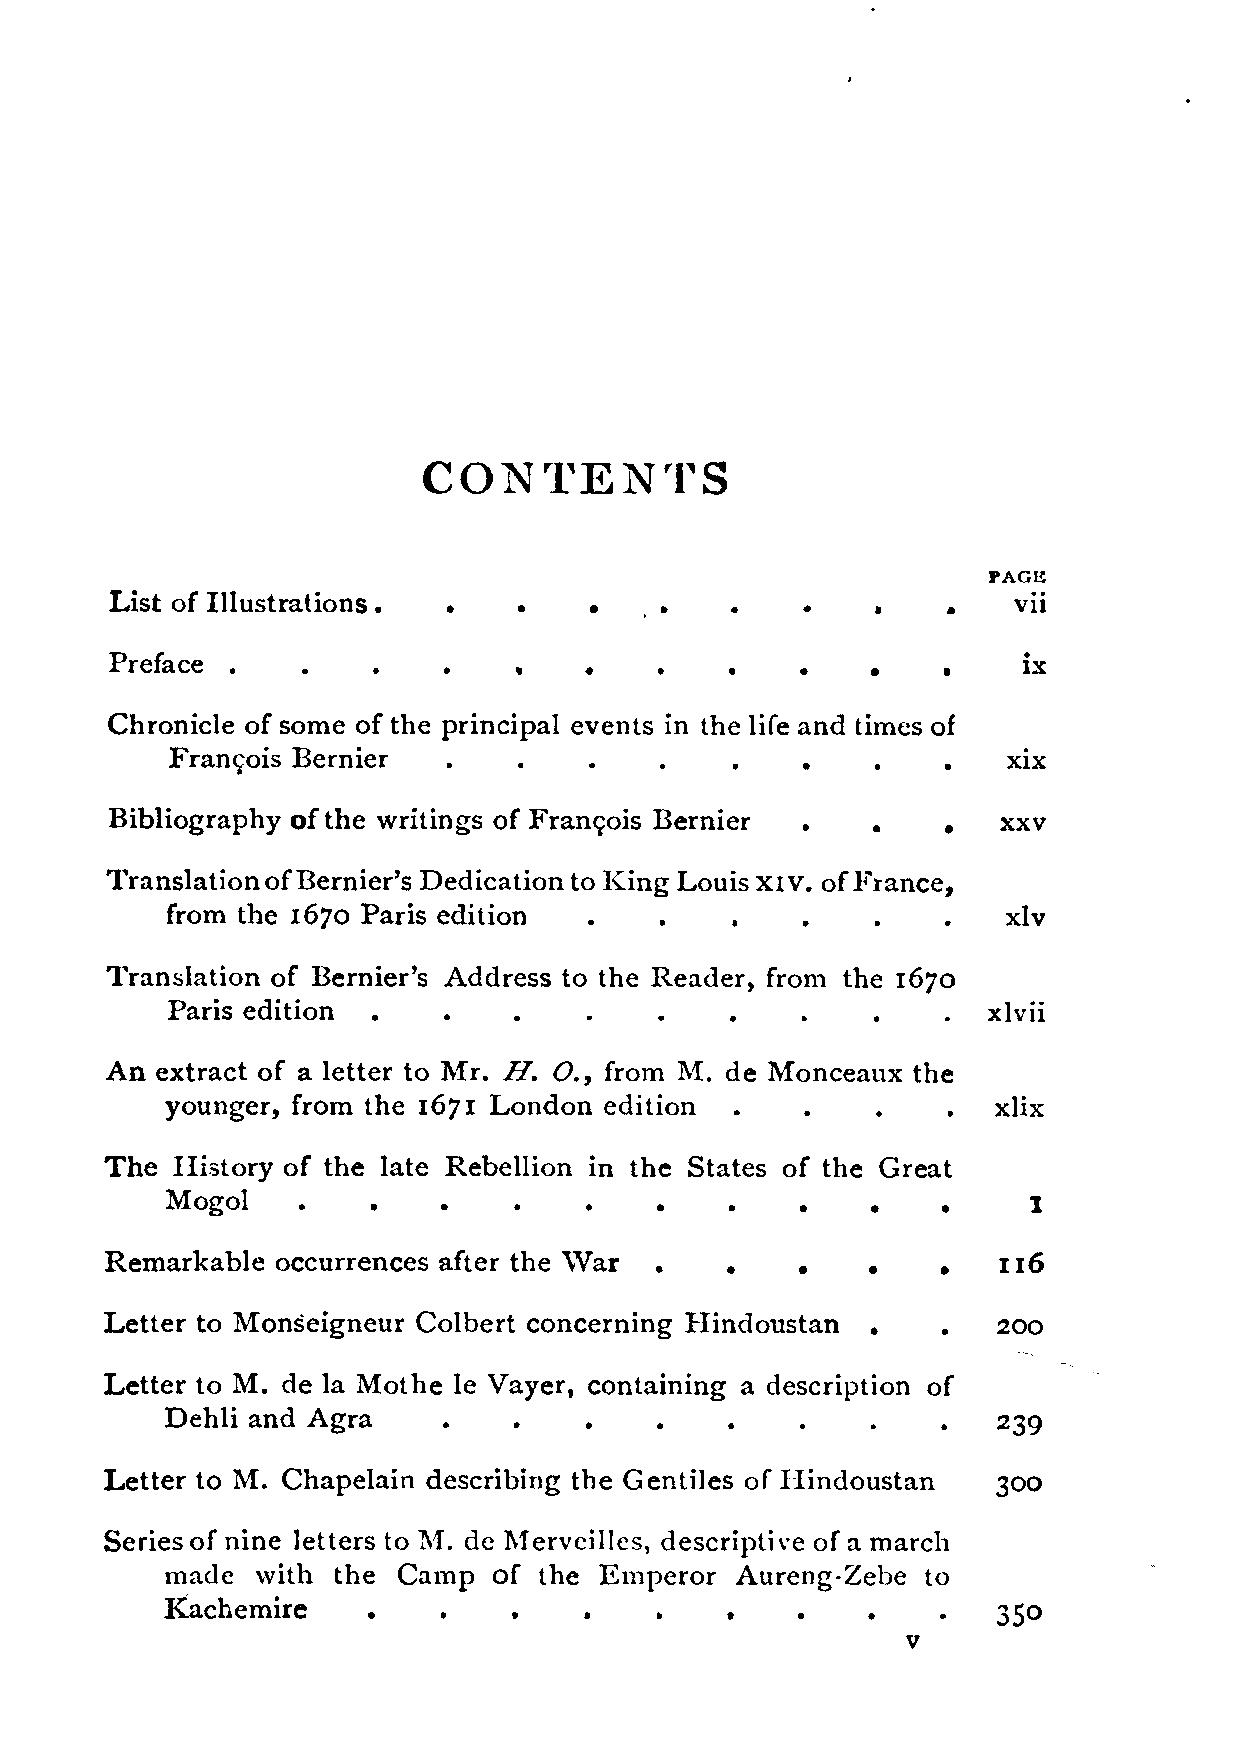 CONTENTS
PAGE
List of Illustrations . . . . . . . . . vii
Preface . . . . . . . . . . . ix
Chronicle of some of the principal events in the life and times of
François Bernier . . . . . . . . xix
Bibliography of the writings of François Bernier . . . xxv
Translation of Bernier's Dedication to King Louis XIV. of France,
from the 1670 Paris edition . . . . . . xlv
Translation of Bernier's Address to the Reader, from the 1670
Paris edition . . . . . . . . . xlvii
An extract of a letter to Mr. H. O., from M. de Monceaux the
younger, from the 1671 London edition . . . . xlix
The History of the late Rebellion in the States of the Great
Mogol . . . . . . . . . . 1
Remarkable occurrences after the War . . . . . 116
Letter to Monseigneur Colbert concerning Hindoustan . . 200
Letter to M. de la Mothe le Vayer, containing a description of
Dehli and Agra . . . . . . . . 239
Letter to M. Chapelain describing the Gentiles of Hindoustan 300
Series of nine letters to M. de Merveilles, descriptive of a march
made with the Camp of the Emperor Aureng-Zebe to
Kachemire . . . . . . . . . 350
v